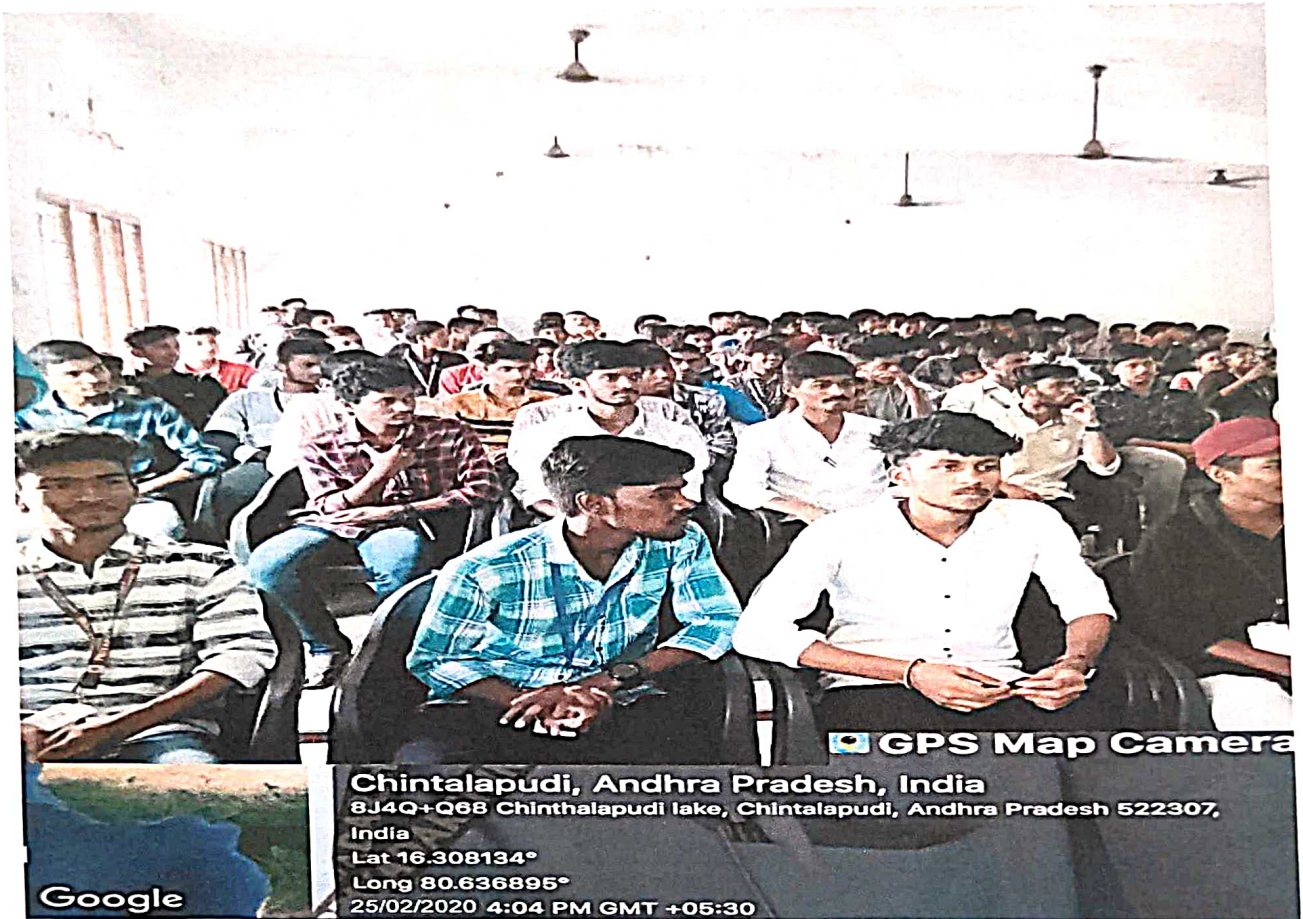 GPS Map Camera
Chintalapudi, Andhra Pradesh, India
8J4Q+Q68 Chinthalapudi lake, Chintalapudi, Andhra Pradesh 522307,
India
Lat 16.308134°
Long 80.636895°
25/02/2020 4:04 PM GMT +05:30
Google